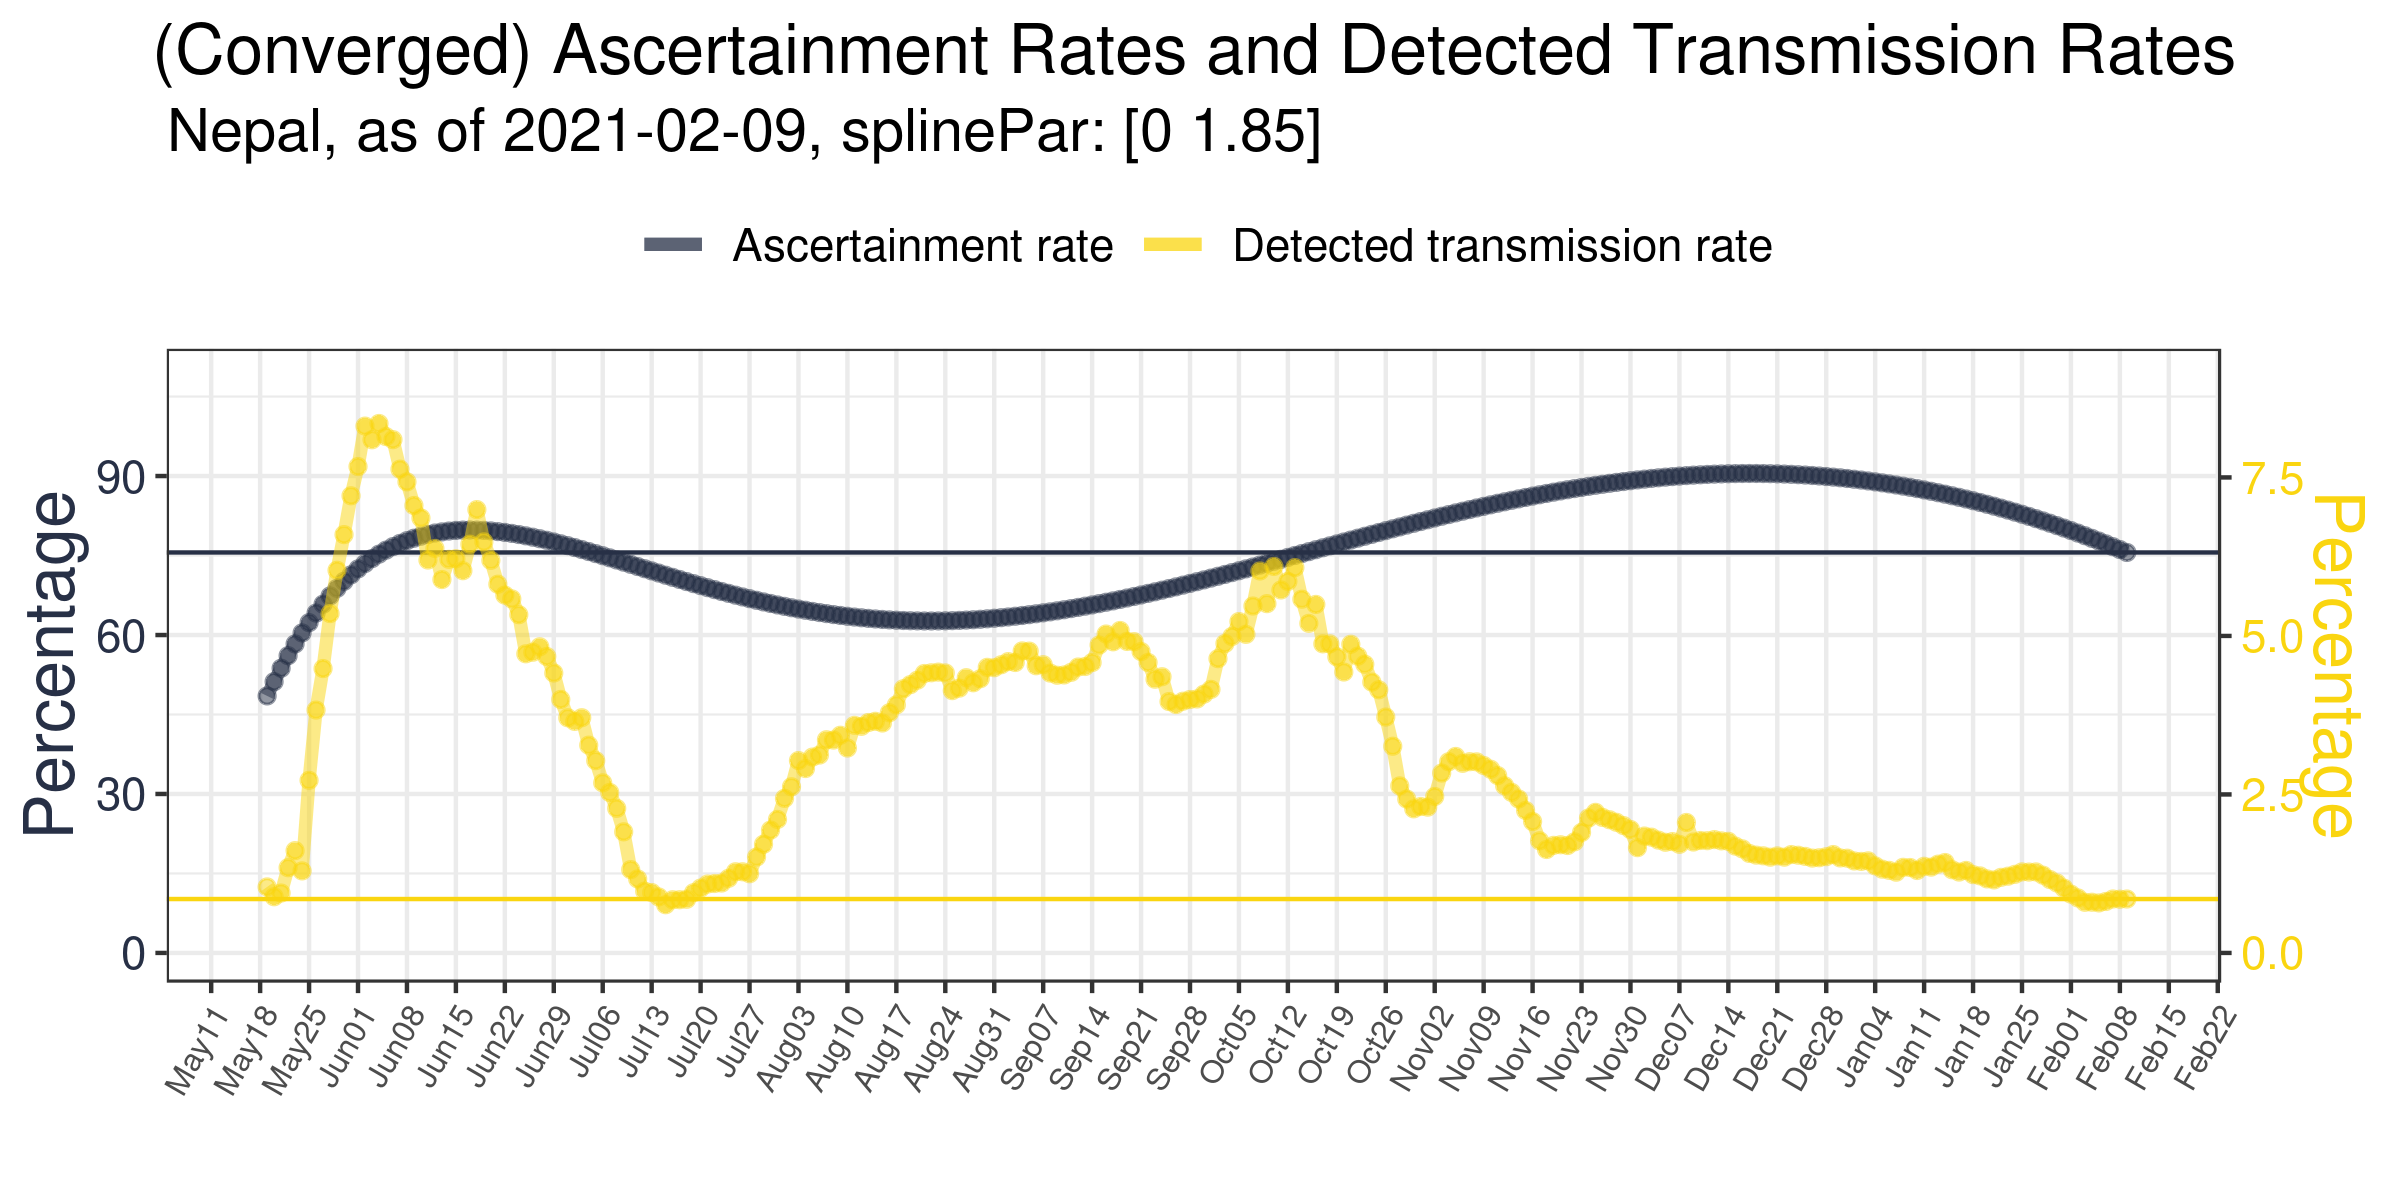 (Converged) Ascertainment Rates and Detected Transmission Rates
Nepal, as of 2021-02-09, splinePar: [0 1.85]
Ascertainment rate
Detected transmission rate
Percentage
90
60
30
0
7.5
5.0
2.5
0.0
Percentage
May11
May18
May25
Jun01
Jun08
Jun15
Jun22
Jun29
Jul06
Jul13
Jul20
Jul27
Aug03
Aug10
Aug17
Aug24
Aug31
Sep07
Sep14
Sep21
Sep28
Oct05
Oct12
Oct19
Oct26
Nov02
Nov09
Nov16
Nov23
Nov30
Dec07
Dec14
Dec21
Dec28
Jan04
Jan11
Jan18
Jan25
Feb01
Feb08
Feb15
Feb22